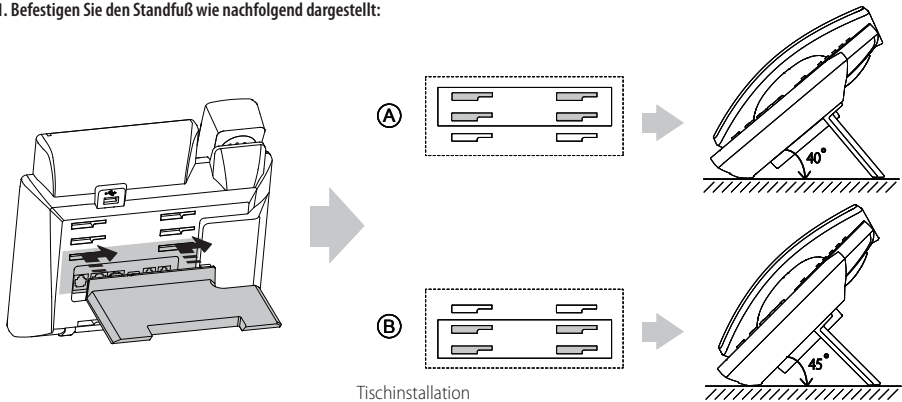 1. Befestigen Sie den Standfuß wie nachfolgend dargestellt:
A
40°
B
45°
Tischinstallation